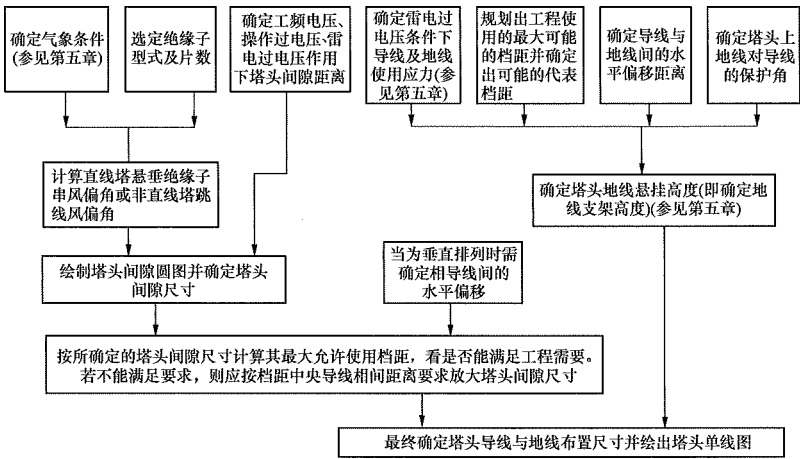 确定气象条件
(参见第五章)
选定绝缘子
型式及片数
确定工频电压、
操作过电压、雷
电过电压作用
下塔头间隙距离
确定雷电过
电压条件下
导线及地线
使用应力(参
见第五章)
规划出工程使
用的最大可能
的档距并确定
出可能的代表
档距
确定导线与
地线间的水
平偏移距离
确定塔头上
地线对导线
的保护角
计算直线塔悬垂绝缘子
串风偏角或非直线塔跳
线风偏角
确定塔头地线悬挂高度(即确定地
线支架高度)(参见第五章)
绘制塔头间隙圆图并确定塔头
间隙尺寸
当为垂直排列时需
确定相导线间的
水平偏移
按所确定的塔头间隙尺寸计算其最大允许使用档距，看是否能满足工程需要。
若不能满足要求，则应按档距中央导线相间距离要求放大塔头间隙尺寸
最终确定塔头导线与地线布置尺寸并绘出塔头单线图